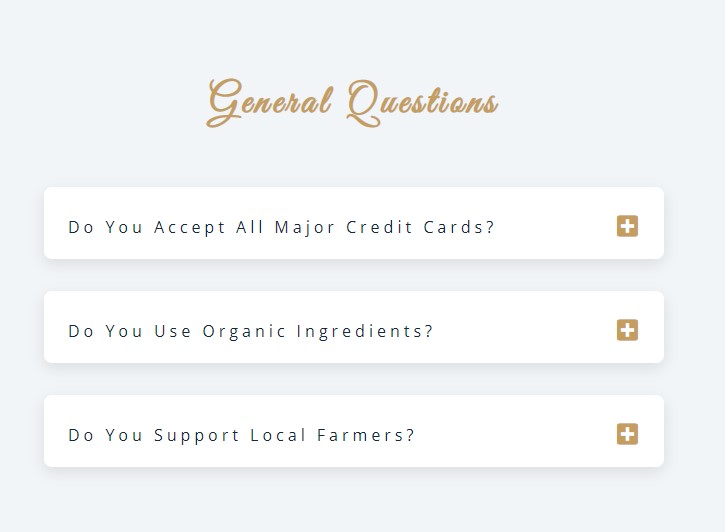 General Questions
Do You Accept All Major Credit Cards?
Do You Use Organic Ingredients?
Do You Support Local Farmers?